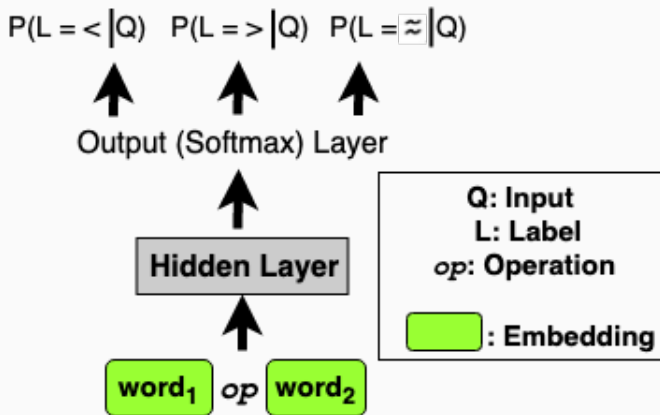 P(L = < |Q) P(L = > |Q) P(L = ≈ |Q)
Output (Softmax) Layer
Hidden Layer
word₁ op word₂
Q: Input
L: Label
op: Operation
: Embedding